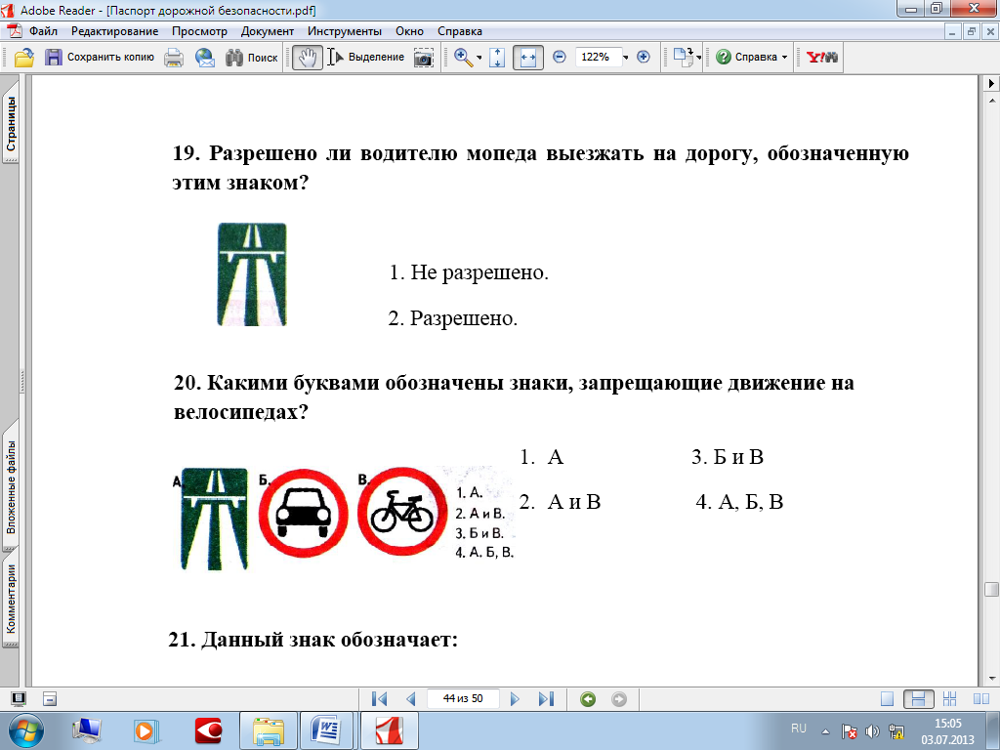 Adobe Reader - [Паспорт дорожной безопасности.pdf]
Файл Редактирование Просмотр Документ Инструменты Окно Справка
Сохранить копию Поиск Выделение 122% Справка Y!
Страницы
Вложенные файлы
Комментарии
19. Разрешено ли водителю мопеда выезжать на дорогу, обозначенную
этим знаком?
1. Не разрешено.
2. Разрешено.
20. Какими буквами обозначены знаки, запрещающие движение на
велосипедах?
А Б. В.
1. А.
2. А и В.
3. Б и В.
4. А. Б, В.
1. А 3. Б и В
2. А и В 4. А, Б, В
21. Данный знак обозначает:
44 из 50
RU 15:05
03.07.2013